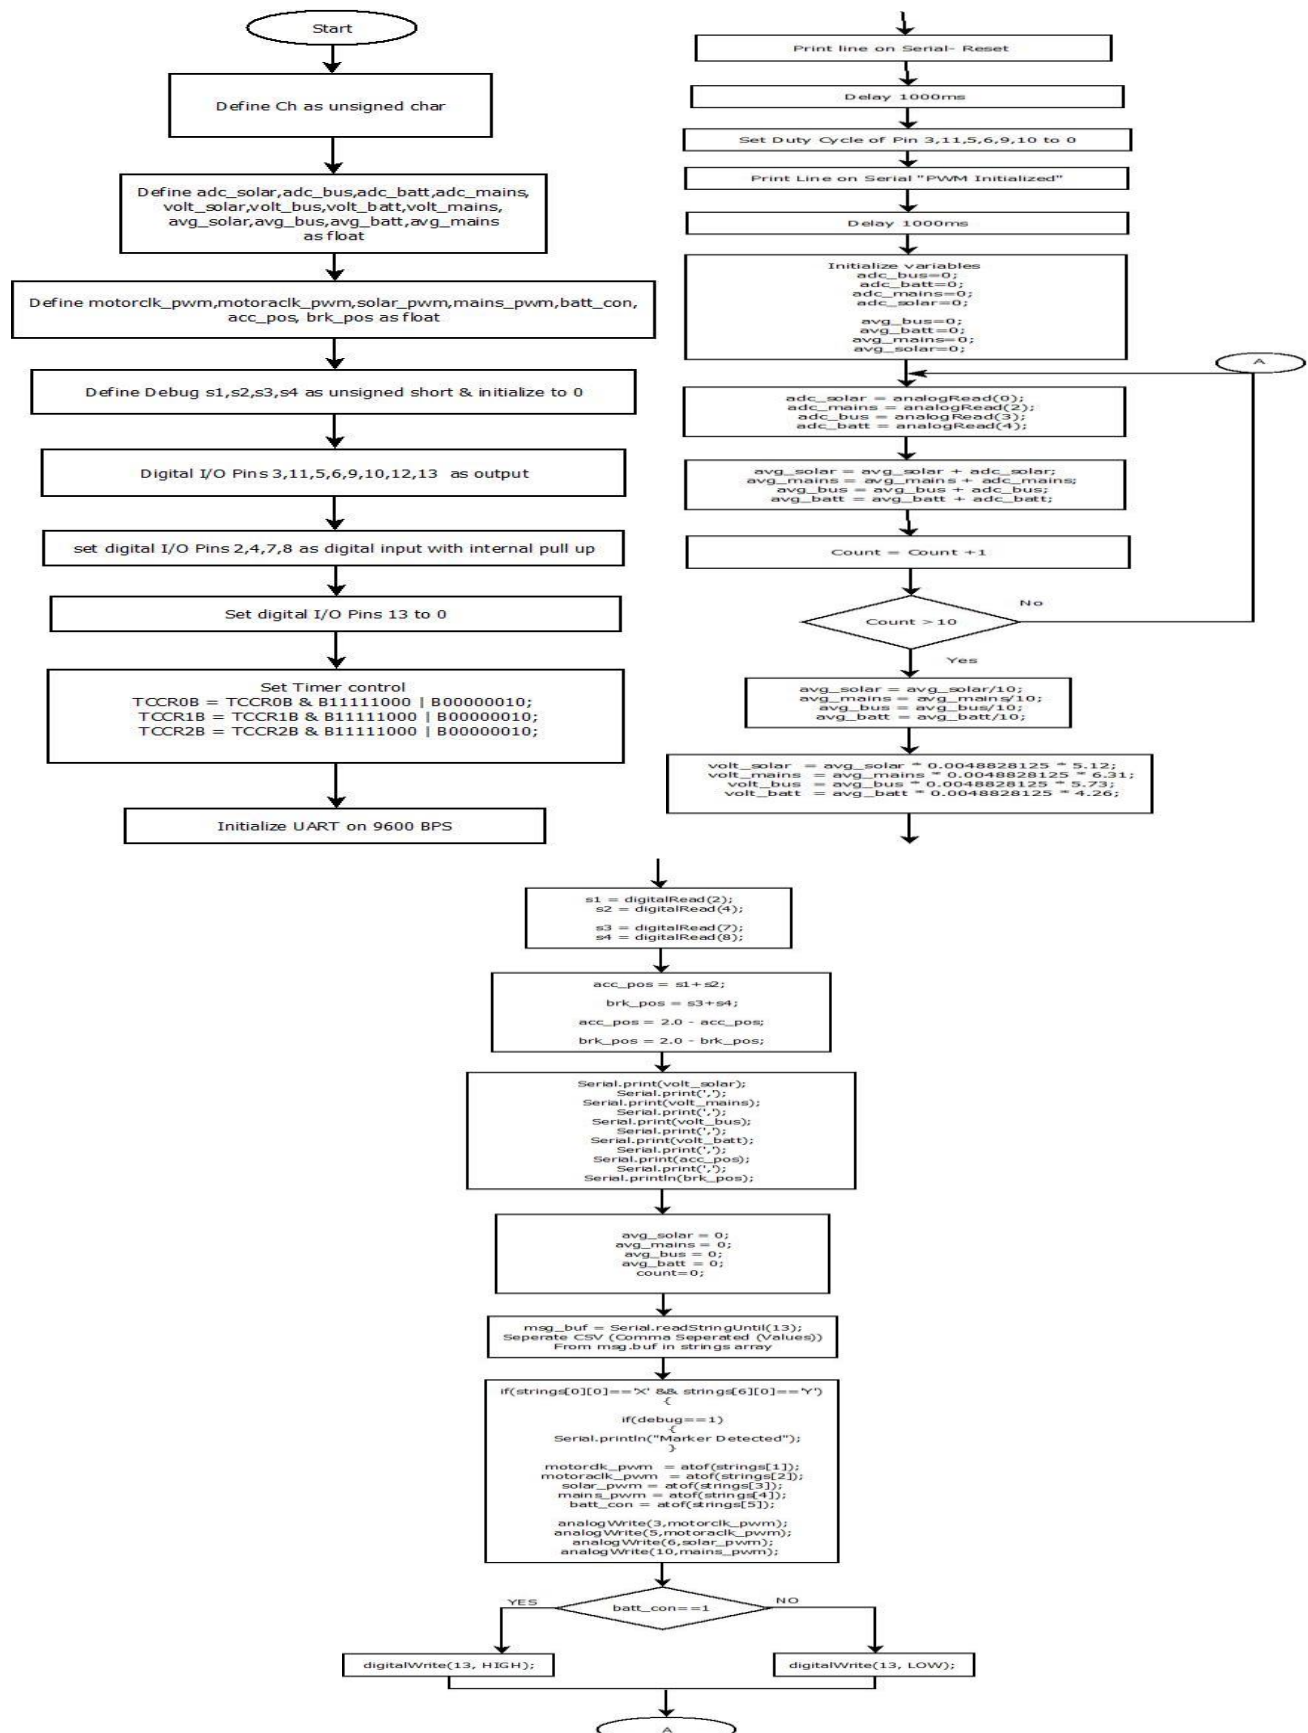 Start
Define Ch as unsigned char
Define adc_solar,adc_bus,adc_batt,adc_mains,
volt_solar,volt_bus,volt_batt,volt_mains,
avg_solar,avg_bus,avg_batt,avg_mains
as float
Define motorclk_pwm,motoraclk_pwm,solar_pwm,mains_pwm,batt_con,
acc_pos, brk_pos as float
Define Debug s1,s2,s3,s4 as unsigned short & initialize to 0
Digital I/O Pins 3,11,5,6,9,10,12,13 as output
set digital I/O Pins 2,4,7,8 as digital input with internal pull up
Set digital I/O Pins 13 to 0
Set Timer control
TCCR0B = TCCR0B & B11111000 | B00000010;
TCCR1B = TCCR1B & B11111000 | B00000010;
TCCR2B = TCCR2B & B11111000 | B00000010;
Initialize UART on 9600 BPS
Print line on Serial- Reset
Delay 1000ms
Set Duty Cycle of Pin 3,11,5,6,9,10 to 0
Print Line on Serial "PWM Initialized"
Delay 1000ms
Initialize variables
adc_bus=0;
adc_batt=0;
adc_mains=0;
adc_solar=0;
avg_bus=0;
avg_batt=0;
avg_mains=0;
avg_solar=0;
A
adc_solar = analogRead(0);
adc_mains = analogRead(2);
adc_bus = analogRead(3);
adc_batt = analogRead(4);
avg_solar = avg_solar + adc_solar;
avg_mains = avg_mains + adc_mains;
avg_bus = avg_bus + adc_bus;
avg_batt = avg_batt + adc_batt;
Count = Count +1
Count > 10
No
Yes
avg_solar = avg_solar/10;
avg_mains = avg_mains/10;
avg_bus = avg_bus/10;
avg_batt = avg_batt/10;
volt_solar = avg_solar * 0.0048828125 * 5.12;
volt_mains = avg_mains * 0.0048828125 * 6.31;
volt_bus = avg_bus * 0.0048828125 * 5.73;
volt_batt = avg_batt * 0.0048828125 * 4.26;
s1 = digitalRead(2);
s2 = digitalRead(4);
s3 = digitalRead(7);
s4 = digitalRead(8);
acc_pos = s1+s2;
brk_pos = s3+s4;
acc_pos = 2.0 - acc_pos;
brk_pos = 2.0 - brk_pos;
Serial.print(volt_solar);
Serial.print(',');
Serial.print(volt_mains);
Serial.print(',');
Serial.print(volt_bus);
Serial.print(',');
Serial.print(volt_batt);
Serial.print(',');
Serial.print(acc_pos);
Serial.print(',');
Serial.println(brk_pos);
avg_solar = 0;
avg_mains = 0;
avg_bus = 0;
avg_batt = 0;
count=0;
msg_buf = Serial.readStringUntil(13);
Seperate CSV (Comma Seperated (Values))
From msg.buf in strings array
if(strings[0][0]=='X' && strings[6][0]=='Y')
{
if(debug==1)
{
Serial.println("Marker Detected");
}
motorclk_pwm = atof(strings[1]);
motoraclk_pwm = atof(strings[2]);
solar_pwm = atof(strings[3]);
mains_pwm = atof(strings[4]);
batt_con = atof(strings[5]);
analogWrite(3,motorclk_pwm);
analogWrite(5,motoraclk_pwm);
analogWrite(6,solar_pwm);
analogWrite(10,mains_pwm);
YES
batt_con==1
NO
digitalWrite(13, HIGH);
digitalWrite(13, LOW);
A